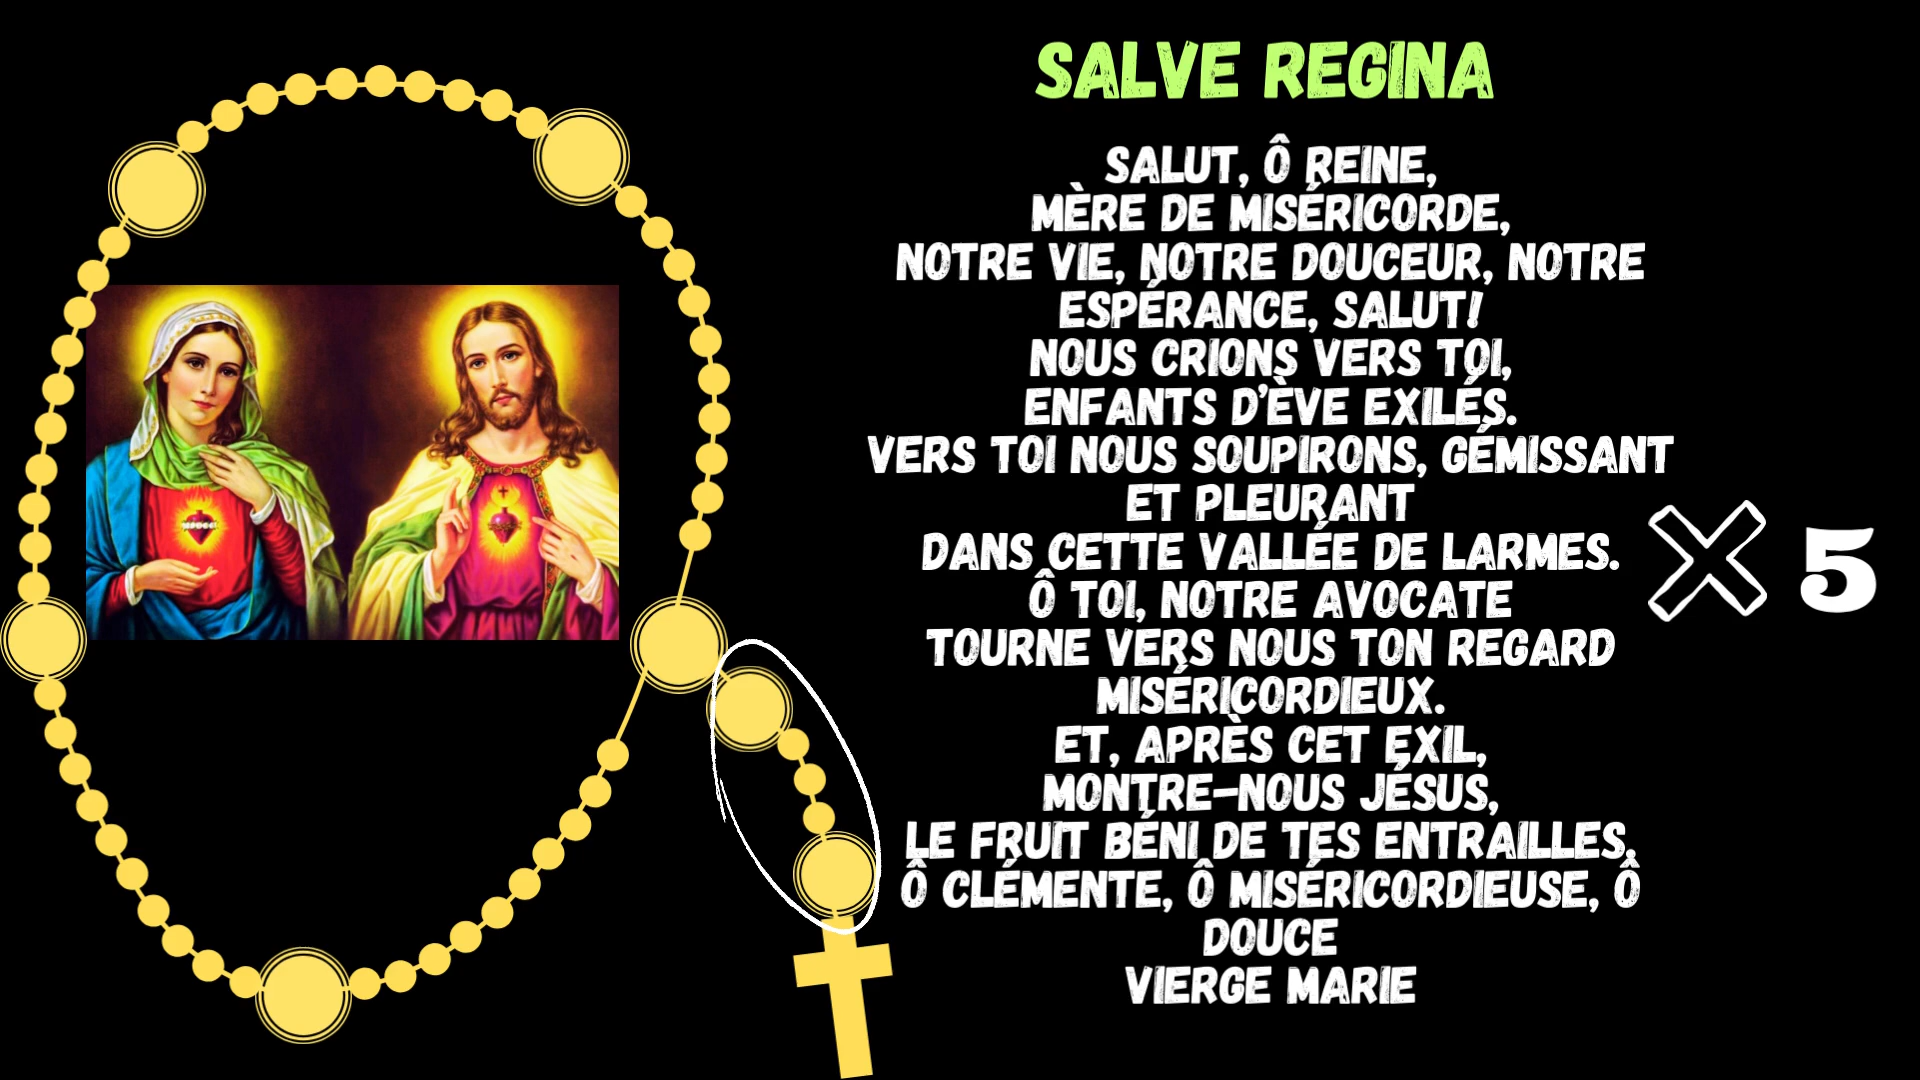 SALVE REGINA
SALUT, Ô REINE,
MÈRE DE MISÉRICORDE,
NOTRE VIE, NOTRE DOUCEUR, NOTRE
ESPÉRANCE, SALUT!
NOUS CRIONS VERS TOI,
ENFANTS D’ÈVE EXILÉS.
VERS TOI NOUS SOUPIRONS, GÉMISSANT
ET PLEURANT
DANS CETTE VALLÉE DE LARMES.
Ô TOI, NOTRE AVOCATE
TOURNE VERS NOUS TON REGARD
MISÉRICORDIEUX.
ET, APRÈS CET EXIL,
MONTRE-NOUS JÉSUS,
LE FRUIT BÉNI DE TES ENTRAILLES.
Ô CLÉMENTE, Ô MISÉRICORDIEUSE, Ô
DOUCE
VIERGE MARIE
X 5